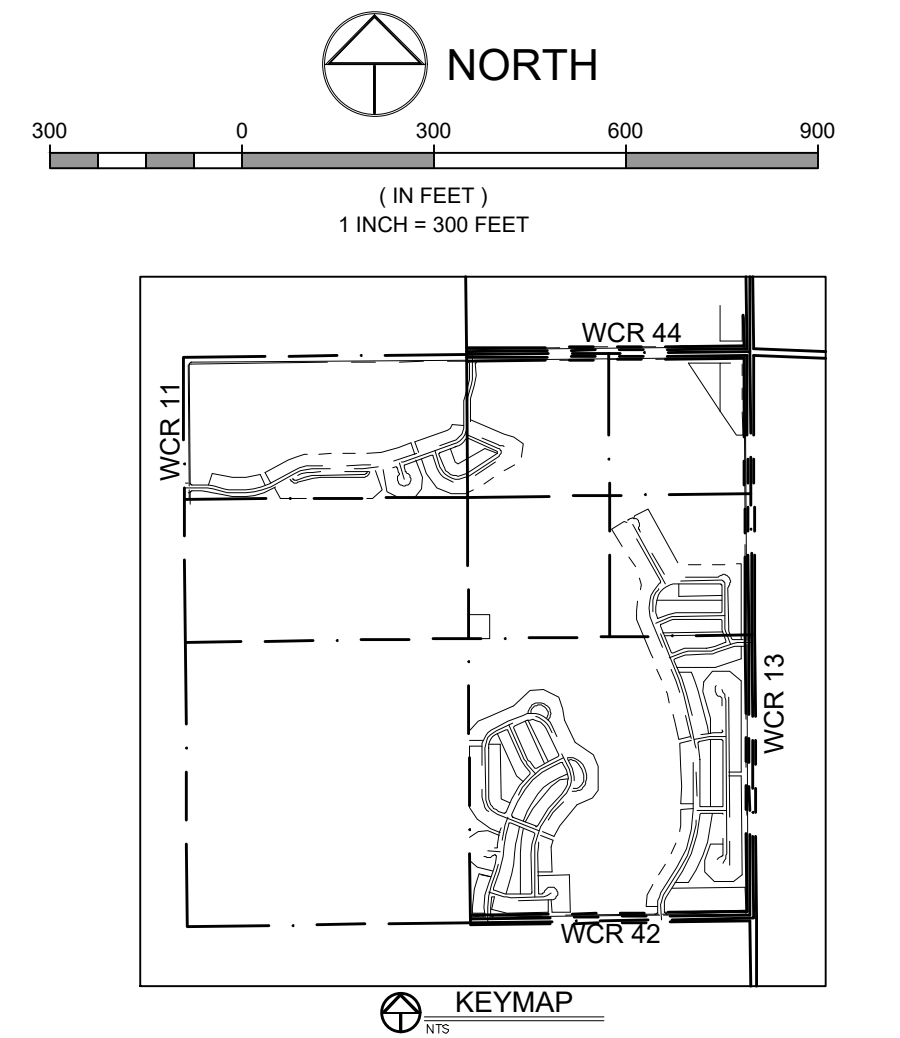 NORTH
300 0 300 600 900
( IN FEET )
1 INCH = 300 FEET
WCR 44
WCR 11
WCR 13
WCR 42
KEYMAP
NTS